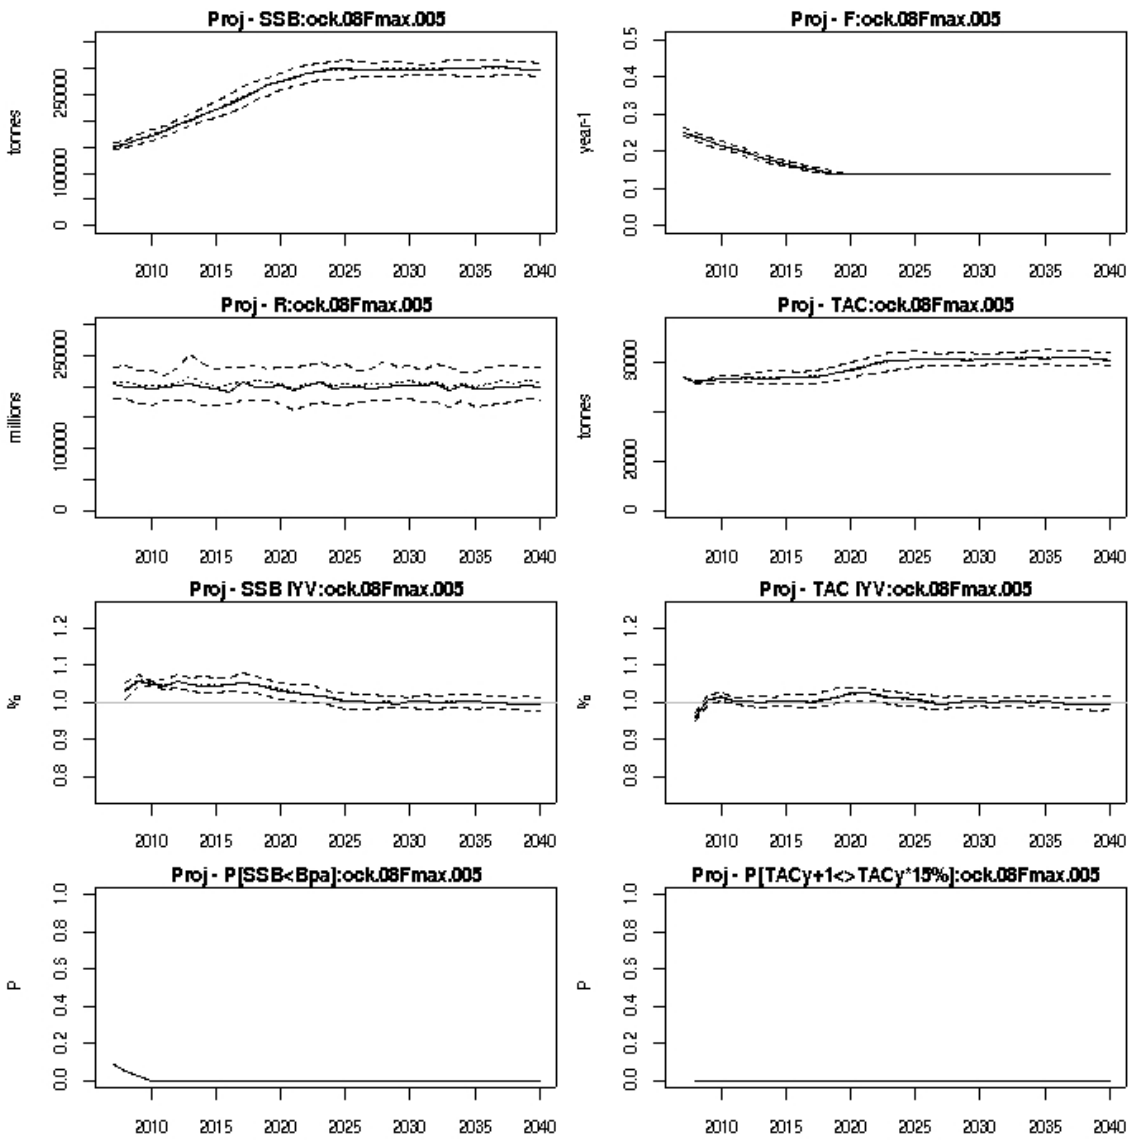 Proj - SSB:ock.08Fmax.005
tonnes
0 100000 250000
2010 2015 2020 2025 2030 2035 2040
Proj - F:ock.08Fmax.005
year-1
0.0 0.1 0.2 0.3 0.4 0.5
2010 2015 2020 2025 2030 2035 2040
Proj - R:ock.08Fmax.005
millions
0 100000 250000
2010 2015 2020 2025 2030 2035 2040
Proj - TAC:ock.08Fmax.005
tonnes
0 20000 60000
2010 2015 2020 2025 2030 2035 2040
Proj - SSB IYV:ock.08Fmax.005
%
0.8 0.9 1.0 1.1 1.2
2010 2015 2020 2025 2030 2035 2040
Proj - TAC IYV:ock.08Fmax.005
%
0.8 0.9 1.0 1.1 1.2
2010 2015 2020 2025 2030 2035 2040
Proj - P[SSB<Bpa]:ock.08Fmax.005
P
0.0 0.2 0.4 0.6 0.8 1.0
2010 2015 2020 2025 2030 2035 2040
Proj - P[TACy+1<>TACy*15%]:ock.08Fmax.005
P
0.0 0.2 0.4 0.6 0.8 1.0
2010 2015 2020 2025 2030 2035 2040